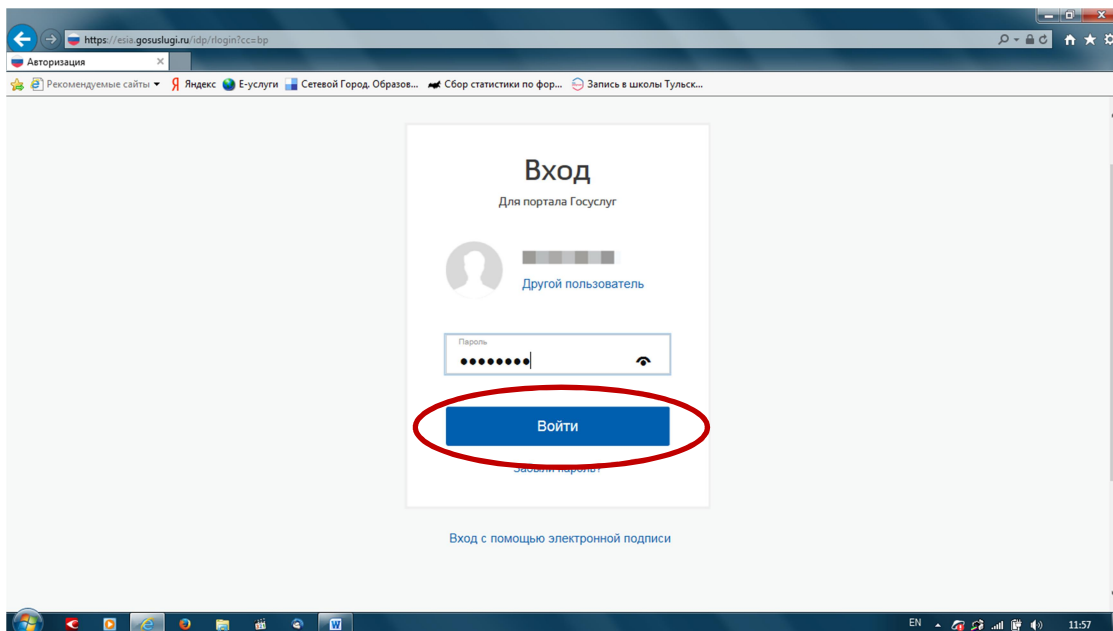 https://esia.gosuslugi.ru/idp/rlogin?cc=bp
Авторизация
Рекомендуемые сайты Яндекс Е-услуги Сетевой Город. Образов... Сбор статистики по фор... Запись в школы Тульск...
Вход
Для портала Госуслуг
Другой пользователь
Пароль
Войти
Забыли пароль?
Вход с помощью электронной подписи
EN 11:57